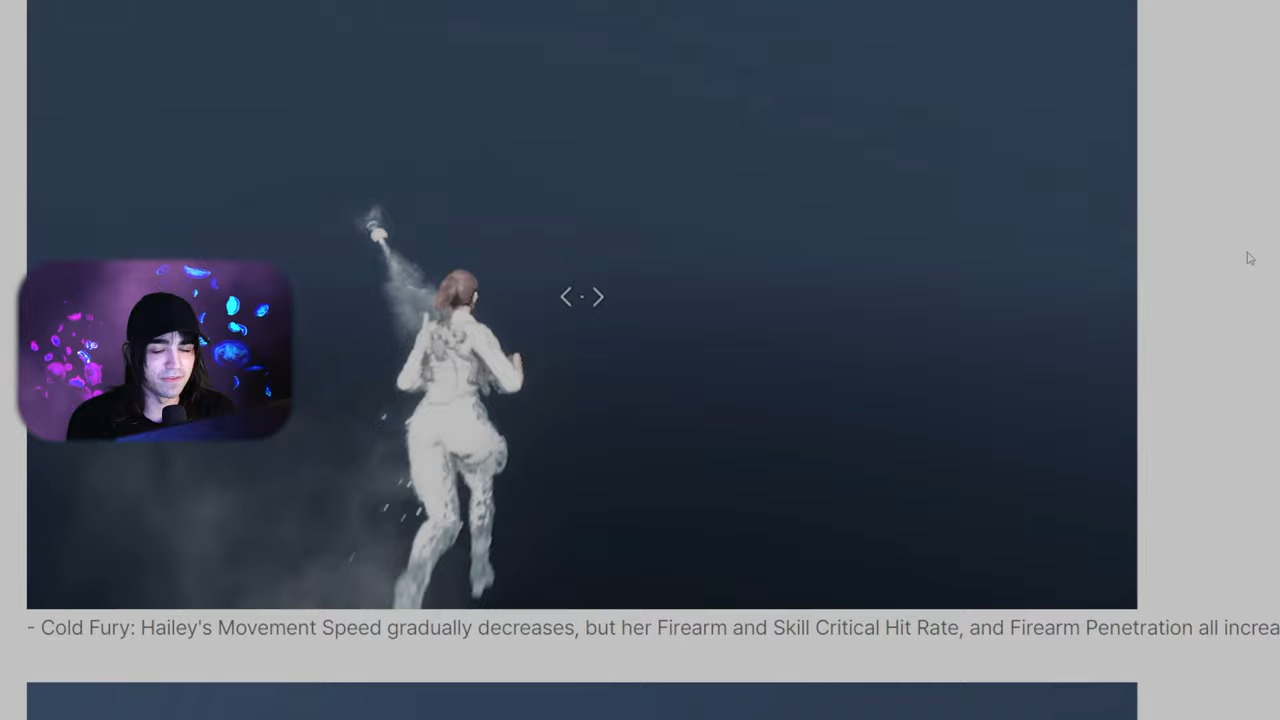 - Cold Fury: Hailey's Movement Speed gradually decreases, but her Firearm and Skill Critical Hit Rate, and Firearm Penetration all increa